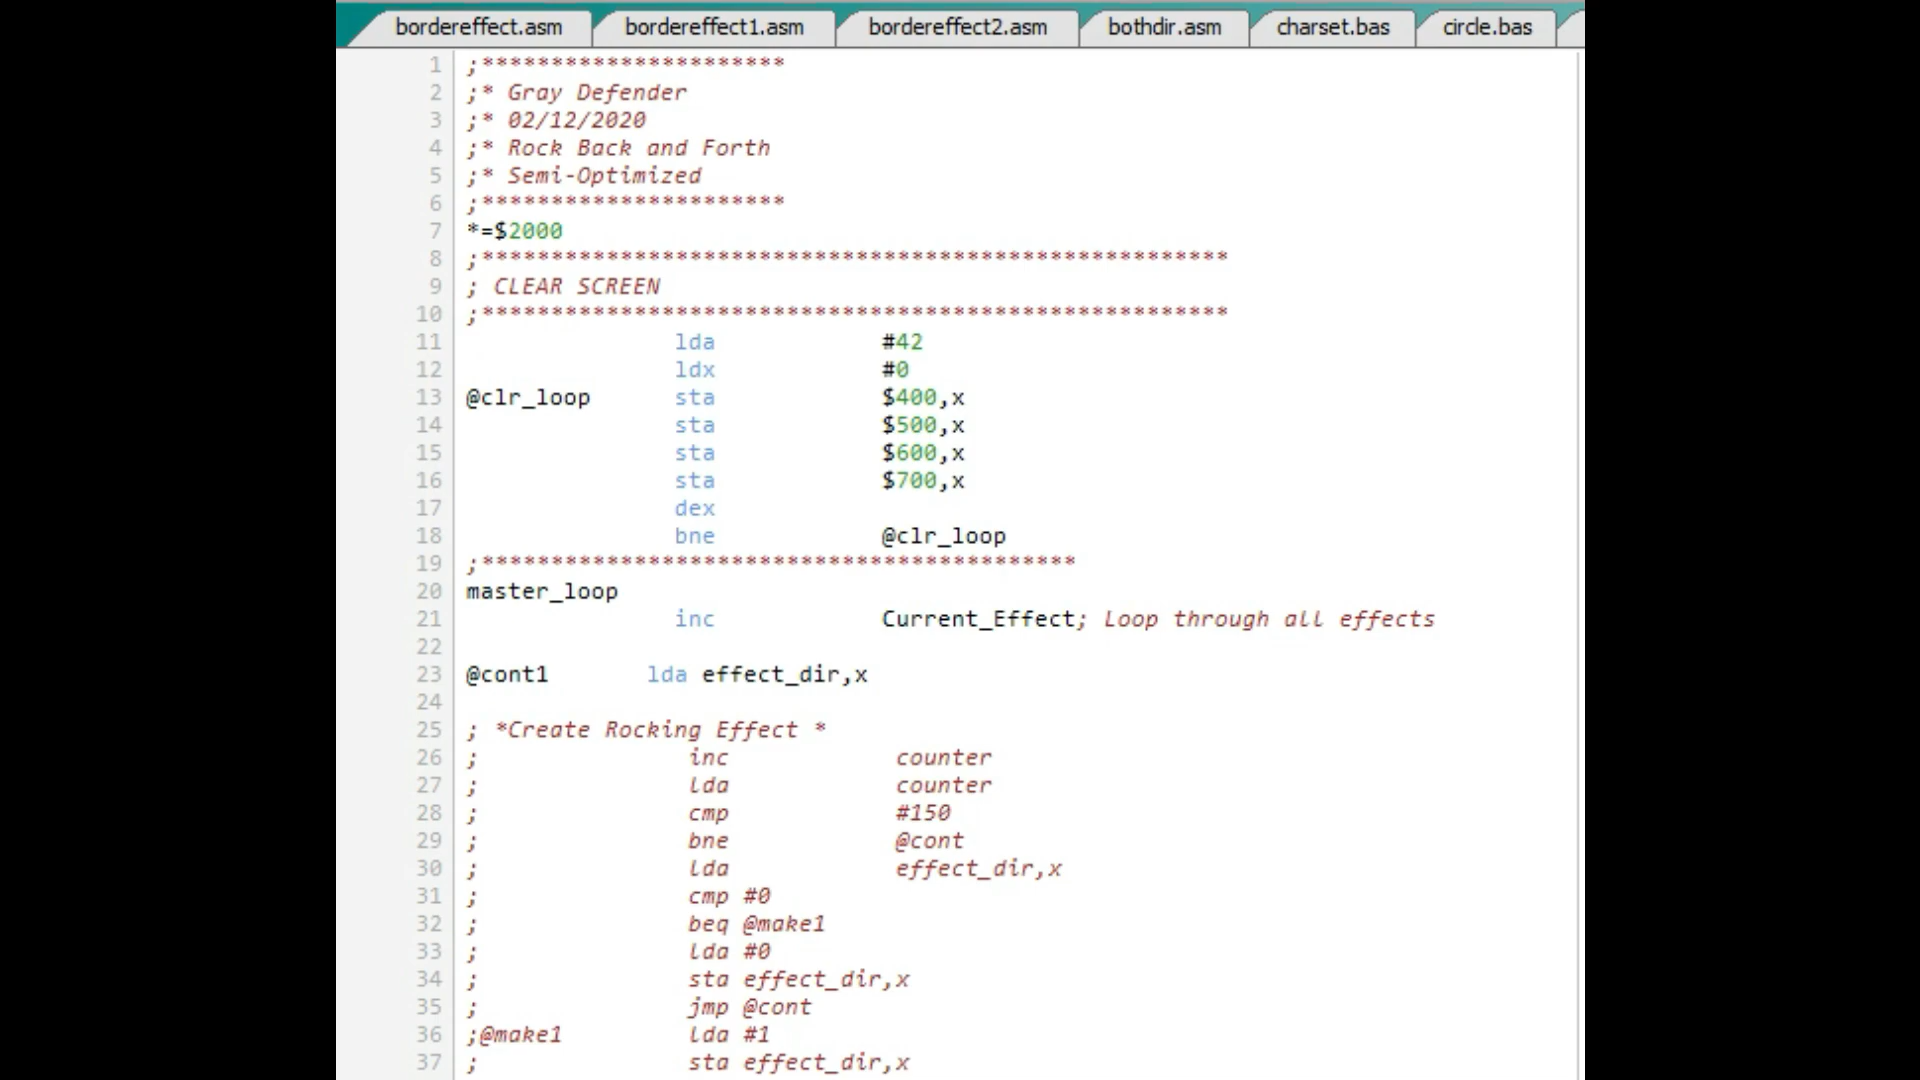 bordereffect.asm bordereffect1.asm bordereffect2.asm bothdir.asm charset.bas circle.bas
1 ;**********************
2 ;* Gray Defender
3 ;* 02/12/2020
4 ;* Rock Back and Forth
5 ;* Semi-Optimized
6 ;**********************
7 *=$2000
8 ;******************************************************
9 ; CLEAR SCREEN
10 ;******************************************************
11 lda #42
12 ldx #0
13 @clr_loop sta $400,x
14 sta $500,x
15 sta $600,x
16 sta $700,x
17 dex
18 bne @clr_loop
19 ;*******************************************
20 master_loop
21 inc Current_Effect; Loop through all effects
22
23 @cont1 lda effect_dir,x
24
25 ; *Create Rocking Effect *
26 ; inc counter
27 ; lda counter
28 ; cmp #150
29 ; bne @cont
30 ; lda effect_dir,x
31 ; cmp #0
32 ; beq @make1
33 ; lda #0
34 ; sta effect_dir,x
35 ; jmp @cont
36 ;@make1 lda #1
37 ; sta effect_dir,x